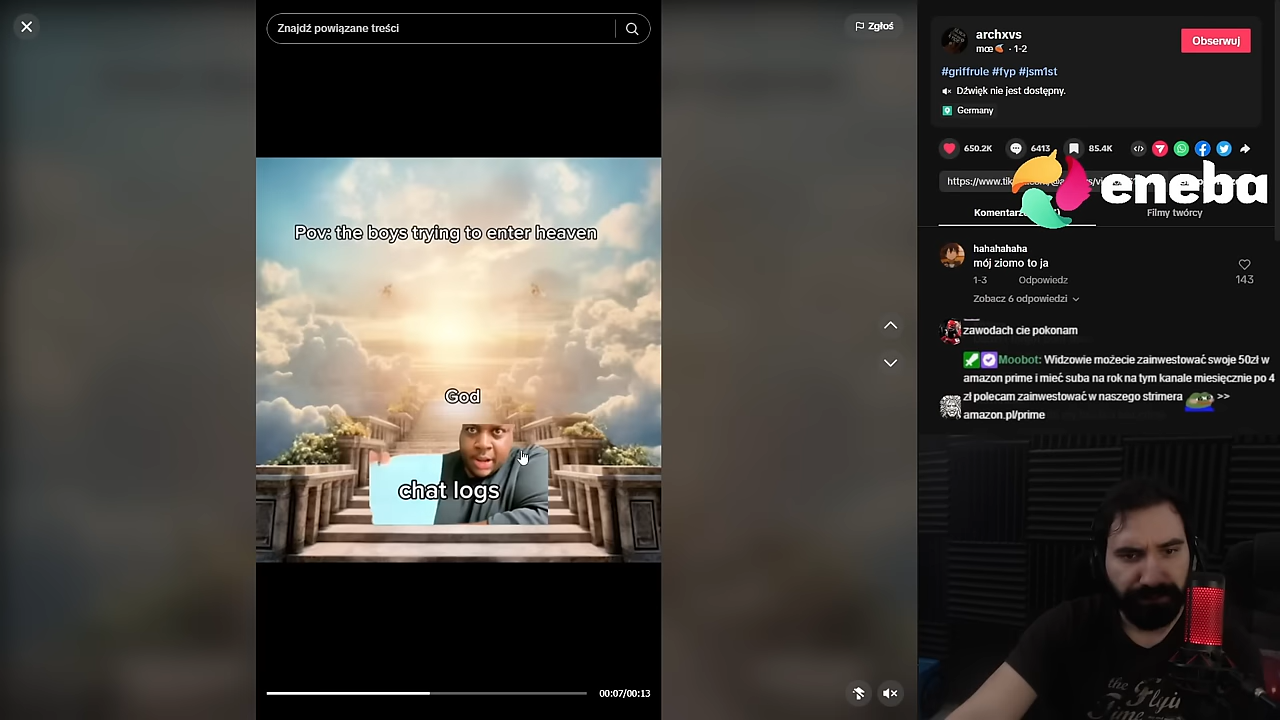 Znajdź powiązane treści
Zgłoś
Pov: the boys trying to enter heaven
God
chat logs
00:07/00:13
archxvs
mœ · 1-2
Obserwuj
#griffrule #fyp #jsm1st
Dźwięk nie jest dostępny.
Germany
650.2K
6413
85.4K
https://www.tik
eneba
Filmy twórcy
hahahahaha
mój ziomo to ja
1-3 Odpowiedz
143
Zobacz 6 odpowiedzi
zawodach cie pokonam
Moobot: Widzowie możecie zainwestować swoje 50zł w
amazon prime i mieć suba na rok na tym kanale miesięcznie po 4
zł polecam zainwestować w naszego strimera >>
amazon.pl/prime
the Flyin